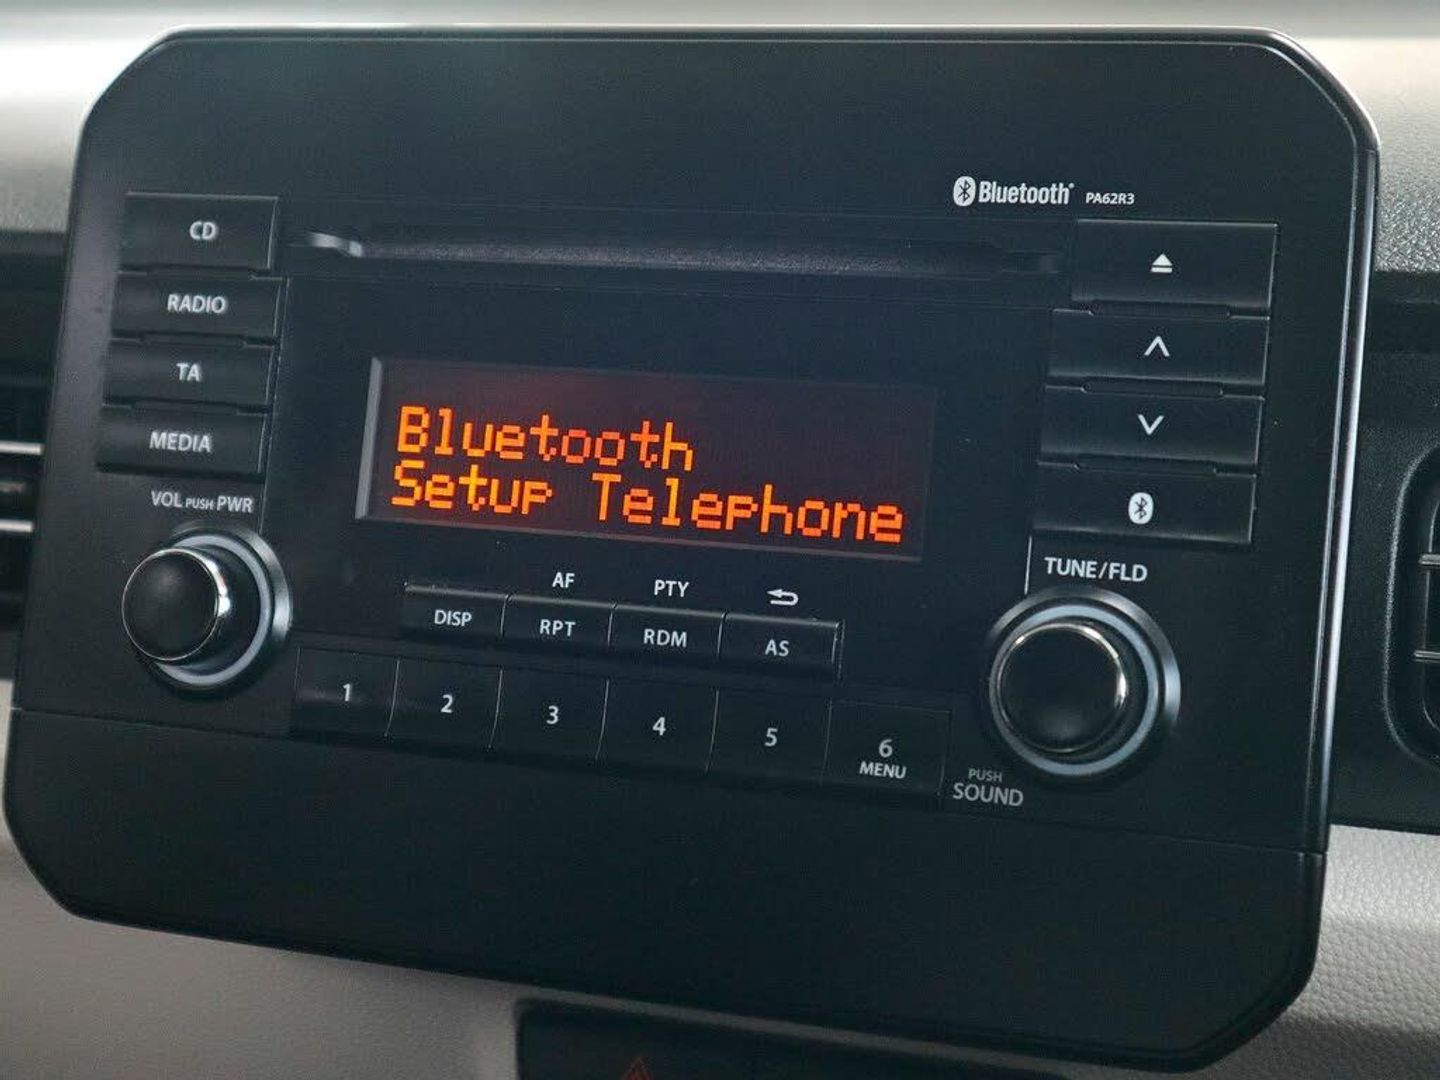 Bluetooth® PA62R3
CD
RADIO
TA
MEDIA
Bluetooth
Setup Telephone
VOL PUSH PWR
TUNE/FLD
AF PTY
DISP RPT RDM AS
1 2 3 4 5 6
MENU
PUSH
SOUND